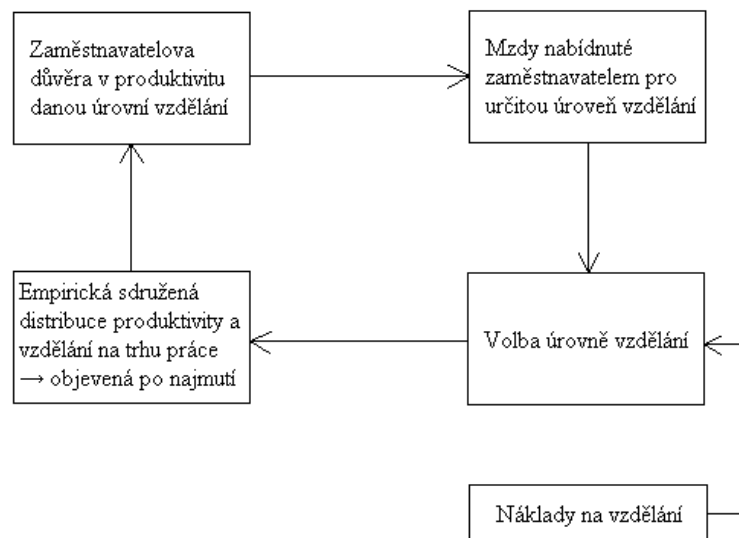 Zaměstnavatelova
důvěra v produktivitu
danou úrovní vzdělání
Mzdy nabídnuté
zaměstnavatelem pro
určitou úroveň vzdělání
Empirická sdružená
distribuce produktivity a
vzdělání na trhu práce
→ objevená po najmutí
Volba úrovně vzdělání
Náklady na vzdělání